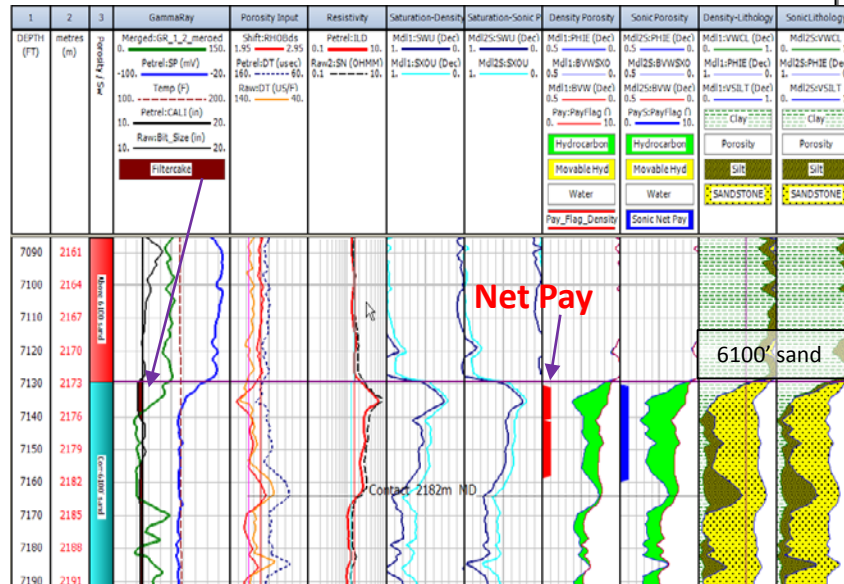 1 2 3 GammaRay Porosity Input Resistivity Saturation-Density Saturation-Sonic P Density Porosity Sonic Porosity Density-Lithology SonicLithology
DEPTH
(FT)
metres
(m)
Porosity / Sw
Merged:GR_1_2_merged
0. 150.
Petrel:SP (mV)
-100. -20.
Temp (F)
100. 200.
Petrel:CALI (in)
10. 20.
Raw:Bit_Size (in)
10. 20.
Filtercake
Shift:RHOBds
1.95 2.95
Petrel:DT (usec)
160. 60.
Raw:DT (US/F)
140. 40.
Petrel:ILD
0.1 10.
Raw2:SN (OHMM)
0.1 10.
Mdl1:SWU (Dec)
1. 0.
Mdl1:SXOU (Dec)
1. 0.
Mdl2S:SWU (Dec)
1. 0.
Mdl2S:SXOU
1. 0.
Mdl1:PHIE (Dec)
0.5 0.
Mdl1:BVWSXO
0.5 0.
Mdl1:BVW (Dec)
0.5 0.
Pay:PayFlag ()
0. 10.
Hydrocarbon
Movable Hyd
Water
Pay_Flag_Density
Mdl2S:PHIE (Dec)
0.5 0.
Mdl2S:BVWSXO
0.5 0.
Mdl2S:BVW (Dec)
0.5 0.
PayS:PayFlag ()
0. 10.
Hydrocarbon
Movable Hyd
Water
Sonic Net Pay
Mdl1:VWCL (Dec)
0. 1.
Mdl1:PHIE (Dec)
1. 0.
Mdl1:VSILT (Dec)
0. 1.
Clay
Porosity
Silt
SANDSTONE
Mdl2S:VWCL
0. 1.
Mdl2S:PHIE (Dec)
1. 0.
Mdl2S:VSILT
0. 1.
Clay
Porosity
Silt
SANDSTONE
7090 2161
7100 2164
7110 2167
7120 2170
7130 2173
7140 2176
7150 2179
7160 2182
7170 2185
7180 2188
7190 2191
Above 6100 sand
6100' sand
Net Pay
6100' sand
Contact 2182m MD